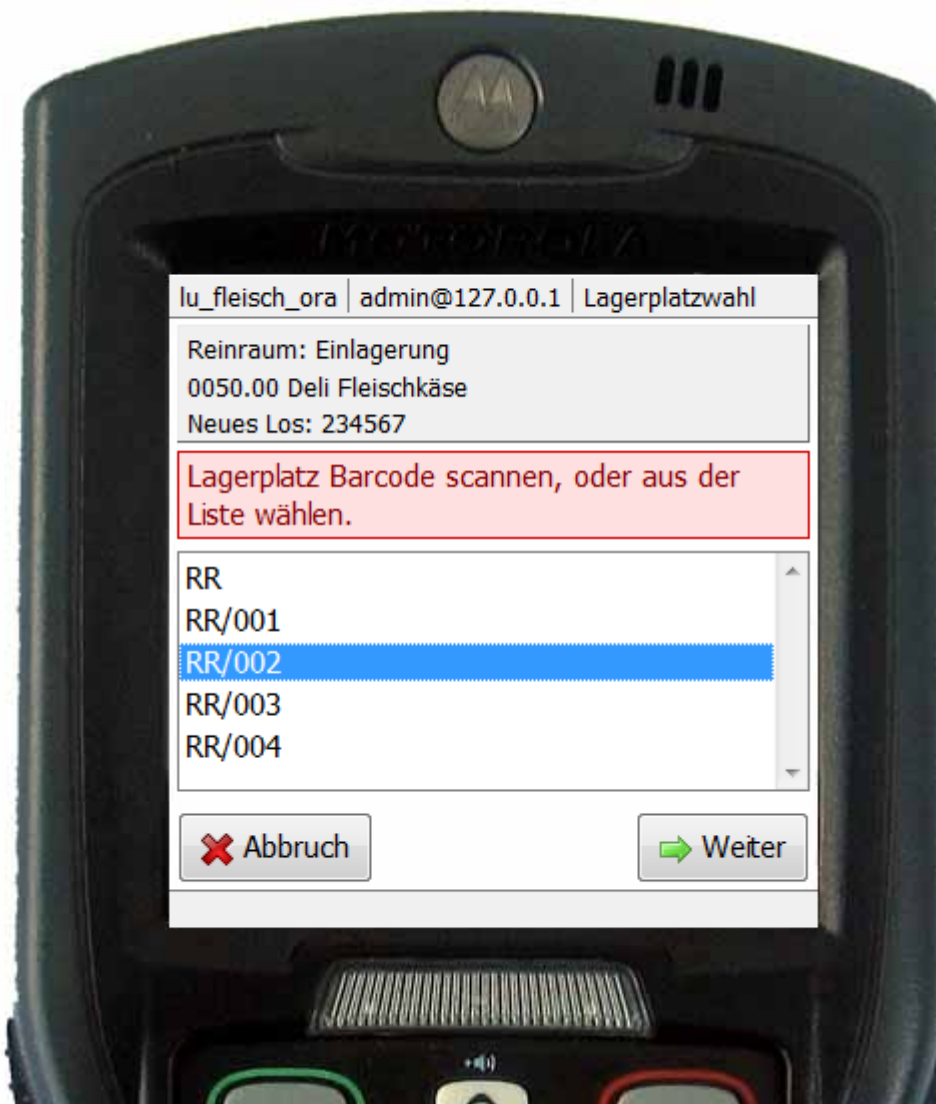 MOTOROLA
lu_fleisch_ora | admin@127.0.0.1 | Lagerplatzwahl
Reinraum: Einlagerung
0050.00 Deli Fleischkäse
Neues Los: 234567
Lagerplatz Barcode scannen, oder aus der
Liste wählen.
RR
RR/001
RR/002
RR/003
RR/004
Abbruch
Weiter